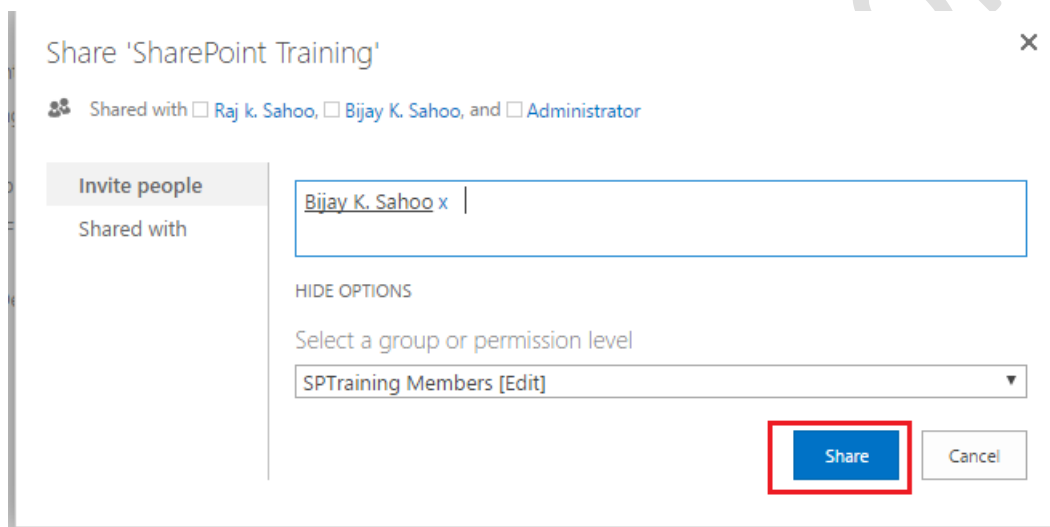 Share 'SharePoint Training'
Shared with Raj k. Sahoo, Bijay K. Sahoo, and Administrator
Invite people
Shared with
Bijay K. Sahoo x
HIDE OPTIONS
Select a group or permission level
SPTraining Members [Edit]
Share
Cancel